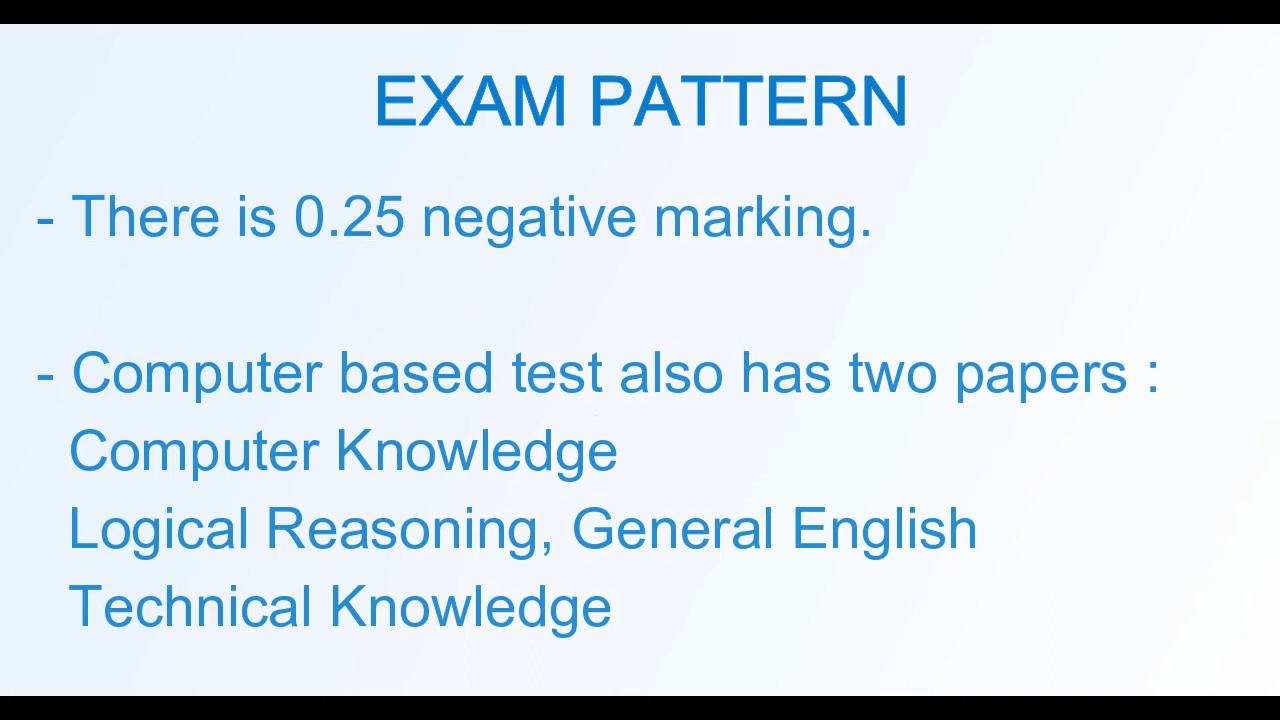 EXAM PATTERN
- There is 0.25 negative marking.
- Computer based test also has two papers :
Computer Knowledge
Logical Reasoning, General English
Technical Knowledge